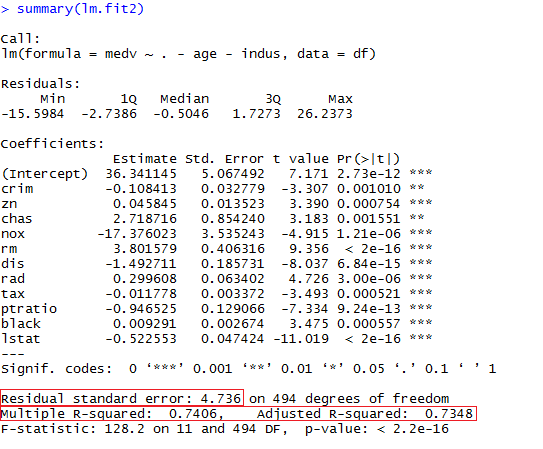 > summary(lm.fit2)
Call:
lm(formula = medv ~ . - age - indus, data = df)
Residuals:
Min 1Q Median 3Q Max
-15.5984 -2.7386 -0.5046 1.7273 26.2373
Coefficients:
Estimate Std. Error t value Pr(>|t|)
(Intercept) 36.341145 5.067492 7.171 2.73e-12 ***
crim -0.108413 0.032779 -3.307 0.001010 **
zn 0.045845 0.013523 3.390 0.000754 ***
chas 2.718716 0.854240 3.183 0.001551 **
nox -17.376023 3.535243 -4.915 1.21e-06 ***
rm 3.801579 0.406316 9.356 < 2e-16 ***
dis -1.492711 0.185731 -8.037 6.84e-15 ***
rad 0.299608 0.063402 4.726 3.00e-06 ***
tax -0.011778 0.003372 -3.493 0.000521 ***
ptratio -0.946525 0.129066 -7.334 9.24e-13 ***
black 0.009291 0.002674 3.475 0.000557 ***
lstat -0.522553 0.047424 -11.019 < 2e-16 ***
---
Signif. codes: 0 ‘***’ 0.001 ‘**’ 0.01 ‘*’ 0.05 ‘.’ 0.1 ‘ ’ 1
Residual standard error: 4.736 on 494 degrees of freedom
Multiple R-squared: 0.7406, Adjusted R-squared: 0.7348
F-statistic: 128.2 on 11 and 494 DF, p-value: < 2.2e-16